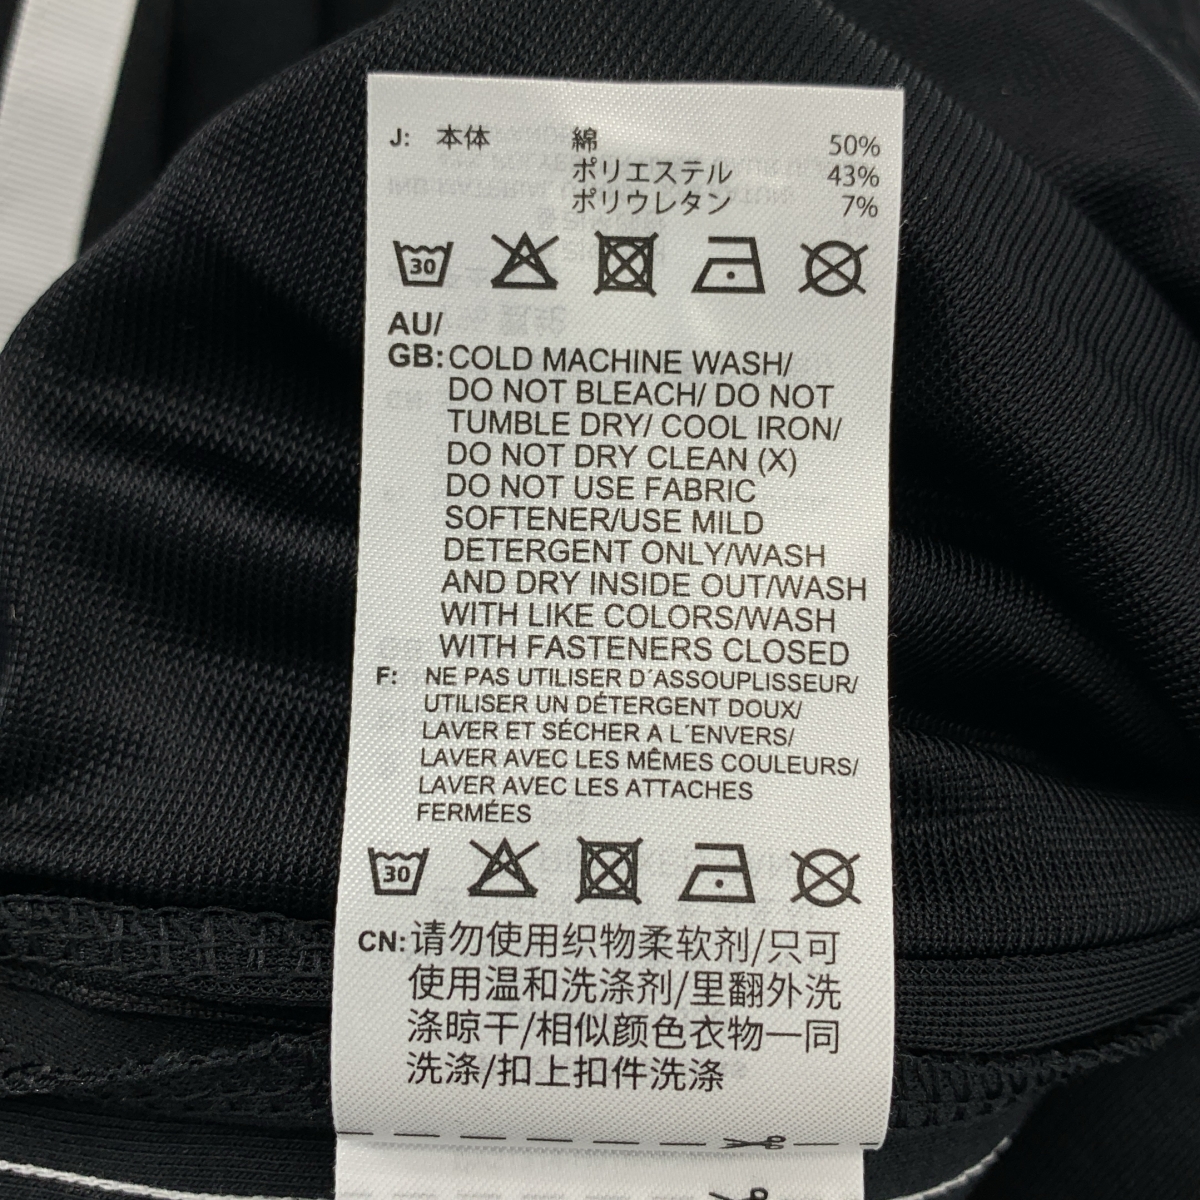 J: 本体 綿 50%
ポリエステル 43%
ポリウレタン 7%
30
AU/
GB: COLD MACHINE WASH/
DO NOT BLEACH/ DO NOT
TUMBLE DRY/ COOL IRON/
DO NOT DRY CLEAN (X)
DO NOT USE FABRIC
SOFTENER/USE MILD
DETERGENT ONLY/WASH
AND DRY INSIDE OUT/WASH
WITH LIKE COLORS/WASH
WITH FASTENERS CLOSED
F: NE PAS UTILISER D´ASSOUPLISSEUR/
UTILISER UN DÉTERGENT DOUX/
LAVER ET SÉCHER A L´ENVERS/
LAVER AVEC LES MÊMES COULEURS/
LAVER AVEC LES ATTACHES
FERMÉES
30
CN: 请勿使用织物柔软剂/只可
使用温和洗涤剂/里翻外洗
涤晾干/相似颜色衣物一同
洗涤/扣上扣件洗涤